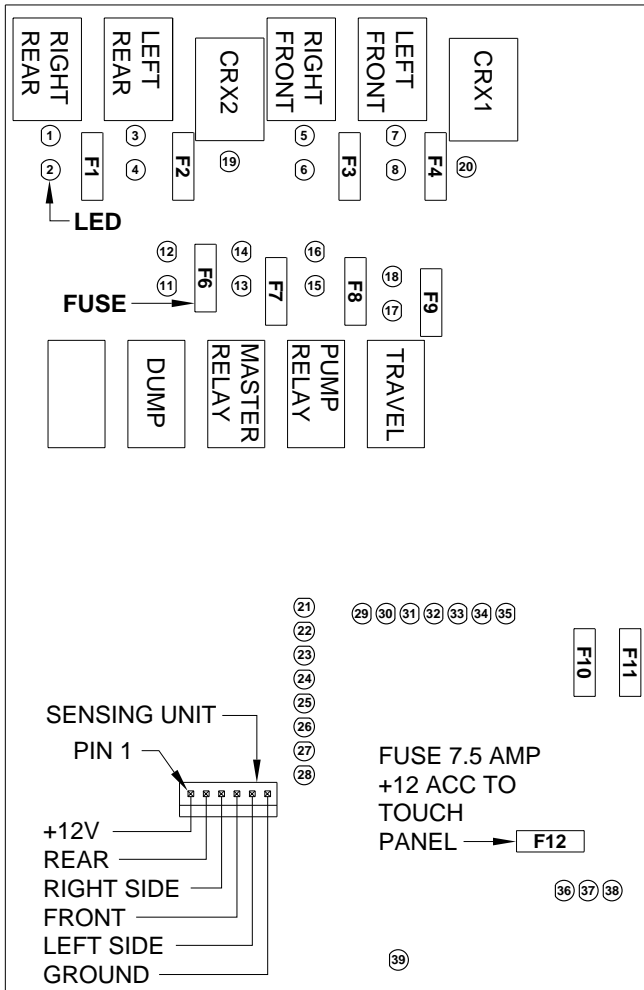 RIGHT
REAR
LEFT
REAR
CRX2
RIGHT
FRONT
LEFT
FRONT
CRX1
1
3
5
7
2
F1
4
F2
19
6
F3
8
F4
20
LED
12
14
16
18
11
F6
13
F7
15
F8
17
F9
FUSE
DUMP
MASTER
RELAY
PUMP
RELAY
TRAVEL
21
22
23
24
25
26
27
28
29 30 31 32 33 34 35
F10
F11
SENSING UNIT
PIN 1
+12V
REAR
RIGHT SIDE
FRONT
LEFT SIDE
GROUND
FUSE 7.5 AMP
+12 ACC TO
TOUCH
PANEL
F12
36 37 38
39